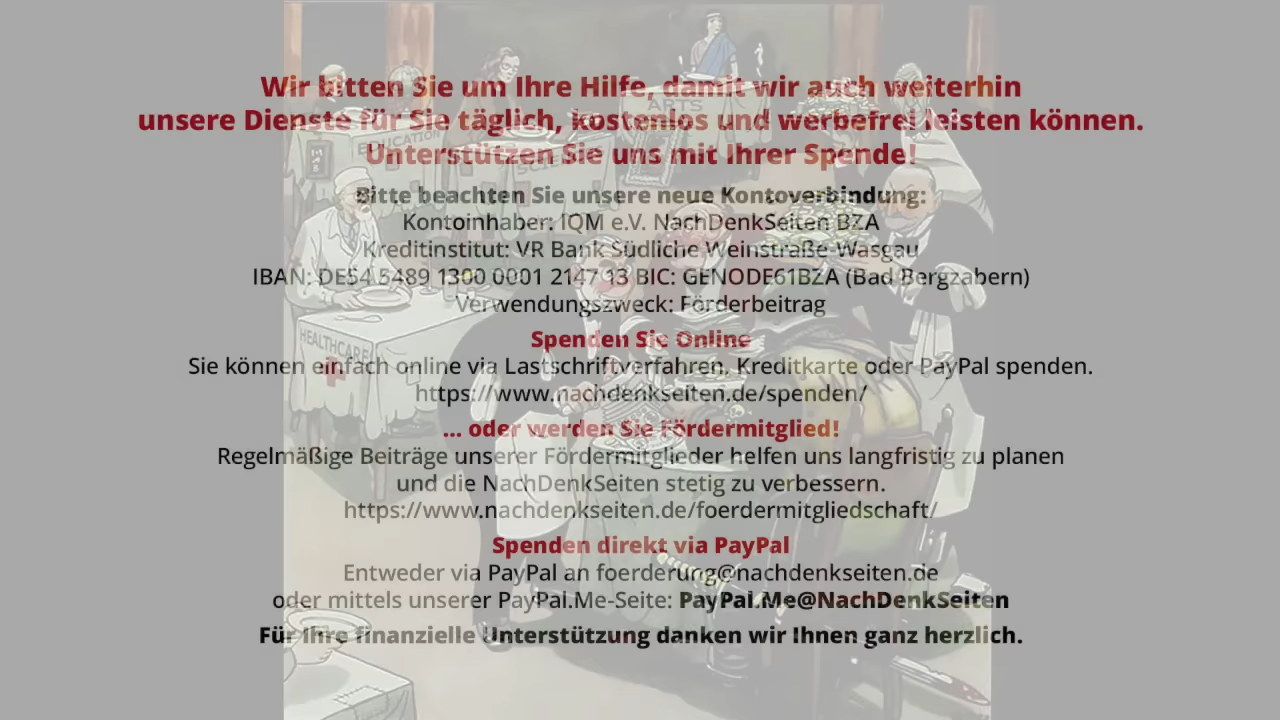 Wir bitten Sie um Ihre Hilfe, damit wir auch weiterhin
unsere Dienste für Sie täglich, kostenlos und werbefrei leisten können.
Unterstützen Sie uns mit Ihrer Spende!
Bitte beachten Sie unsere neue Kontoverbindung:
Kontoinhaber: IQM e.V. NachDenkSeiten BZA
Kreditinstitut: VR Bank Südliche Weinstraße-Wasgau
IBAN: DE54 5489 1300 0001 2147 93 BIC: GENODE61BZA (Bad Bergzabern)
Verwendungszweck: Förderbeitrag
Spenden Sie Online
Sie können einfach online via Lastschriftverfahren, Kreditkarte oder PayPal spenden.
https://www.nachdenkseiten.de/spenden/
... oder werden Sie Fördermitglied!
Regelmäßige Beiträge unserer Fördermitglieder helfen uns langfristig zu planen
und die NachDenkSeiten stetig zu verbessern.
https://www.nachdenkseiten.de/foerdermitgliedschaft/
Spenden direkt via PayPal
Entweder via PayPal an foerderung@nachdenkseiten.de
oder mittels unserer PayPal.Me-Seite: PayPal.Me@NachDenkSeiten
Für Ihre finanzielle Unterstützung danken wir Ihnen ganz herzlich.
ARTS
EDUCATION
SCIENCE
HEALTHCARE